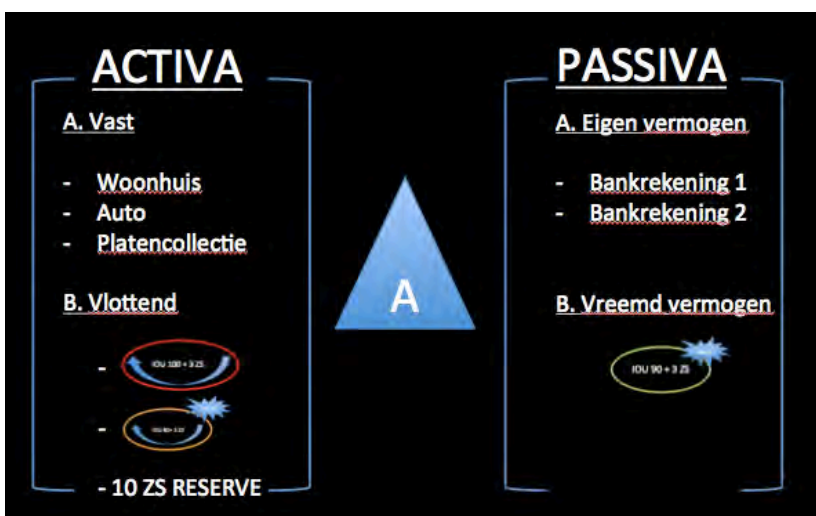 ACTIVA
A. Vast
- Woonhuis
- Auto
- Platencollectie
B. Vlottend
- IOU 100 + 3 ZS
-
- 10 ZS RESERVE
A
PASSIVA
A. Eigen vermogen
- Bankrekening 1
- Bankrekening 2
B. Vreemd vermogen
IOU 90 + 3 ZS